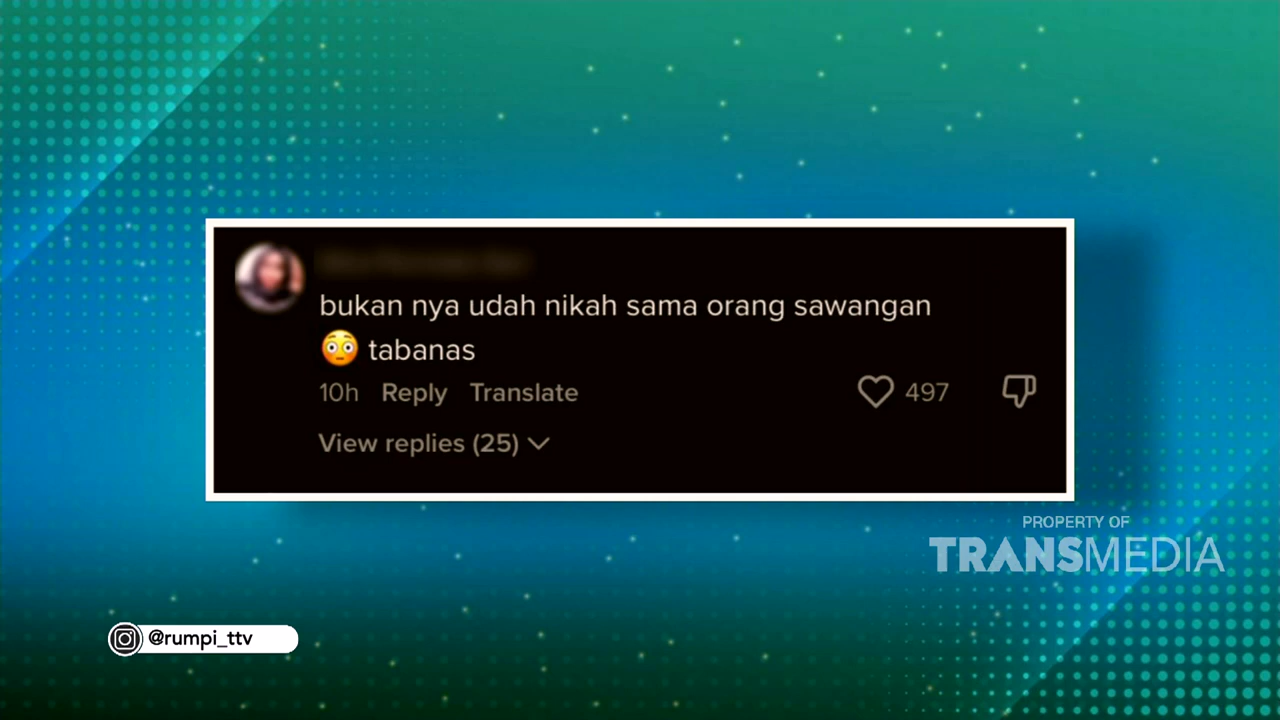 bukan nya udah nikah sama orang sawangan
😳 tabanas
10h Reply Translate 497
View replies (25)
PROPERTY OF
TRANSMEDIA
@rumpi_ttv